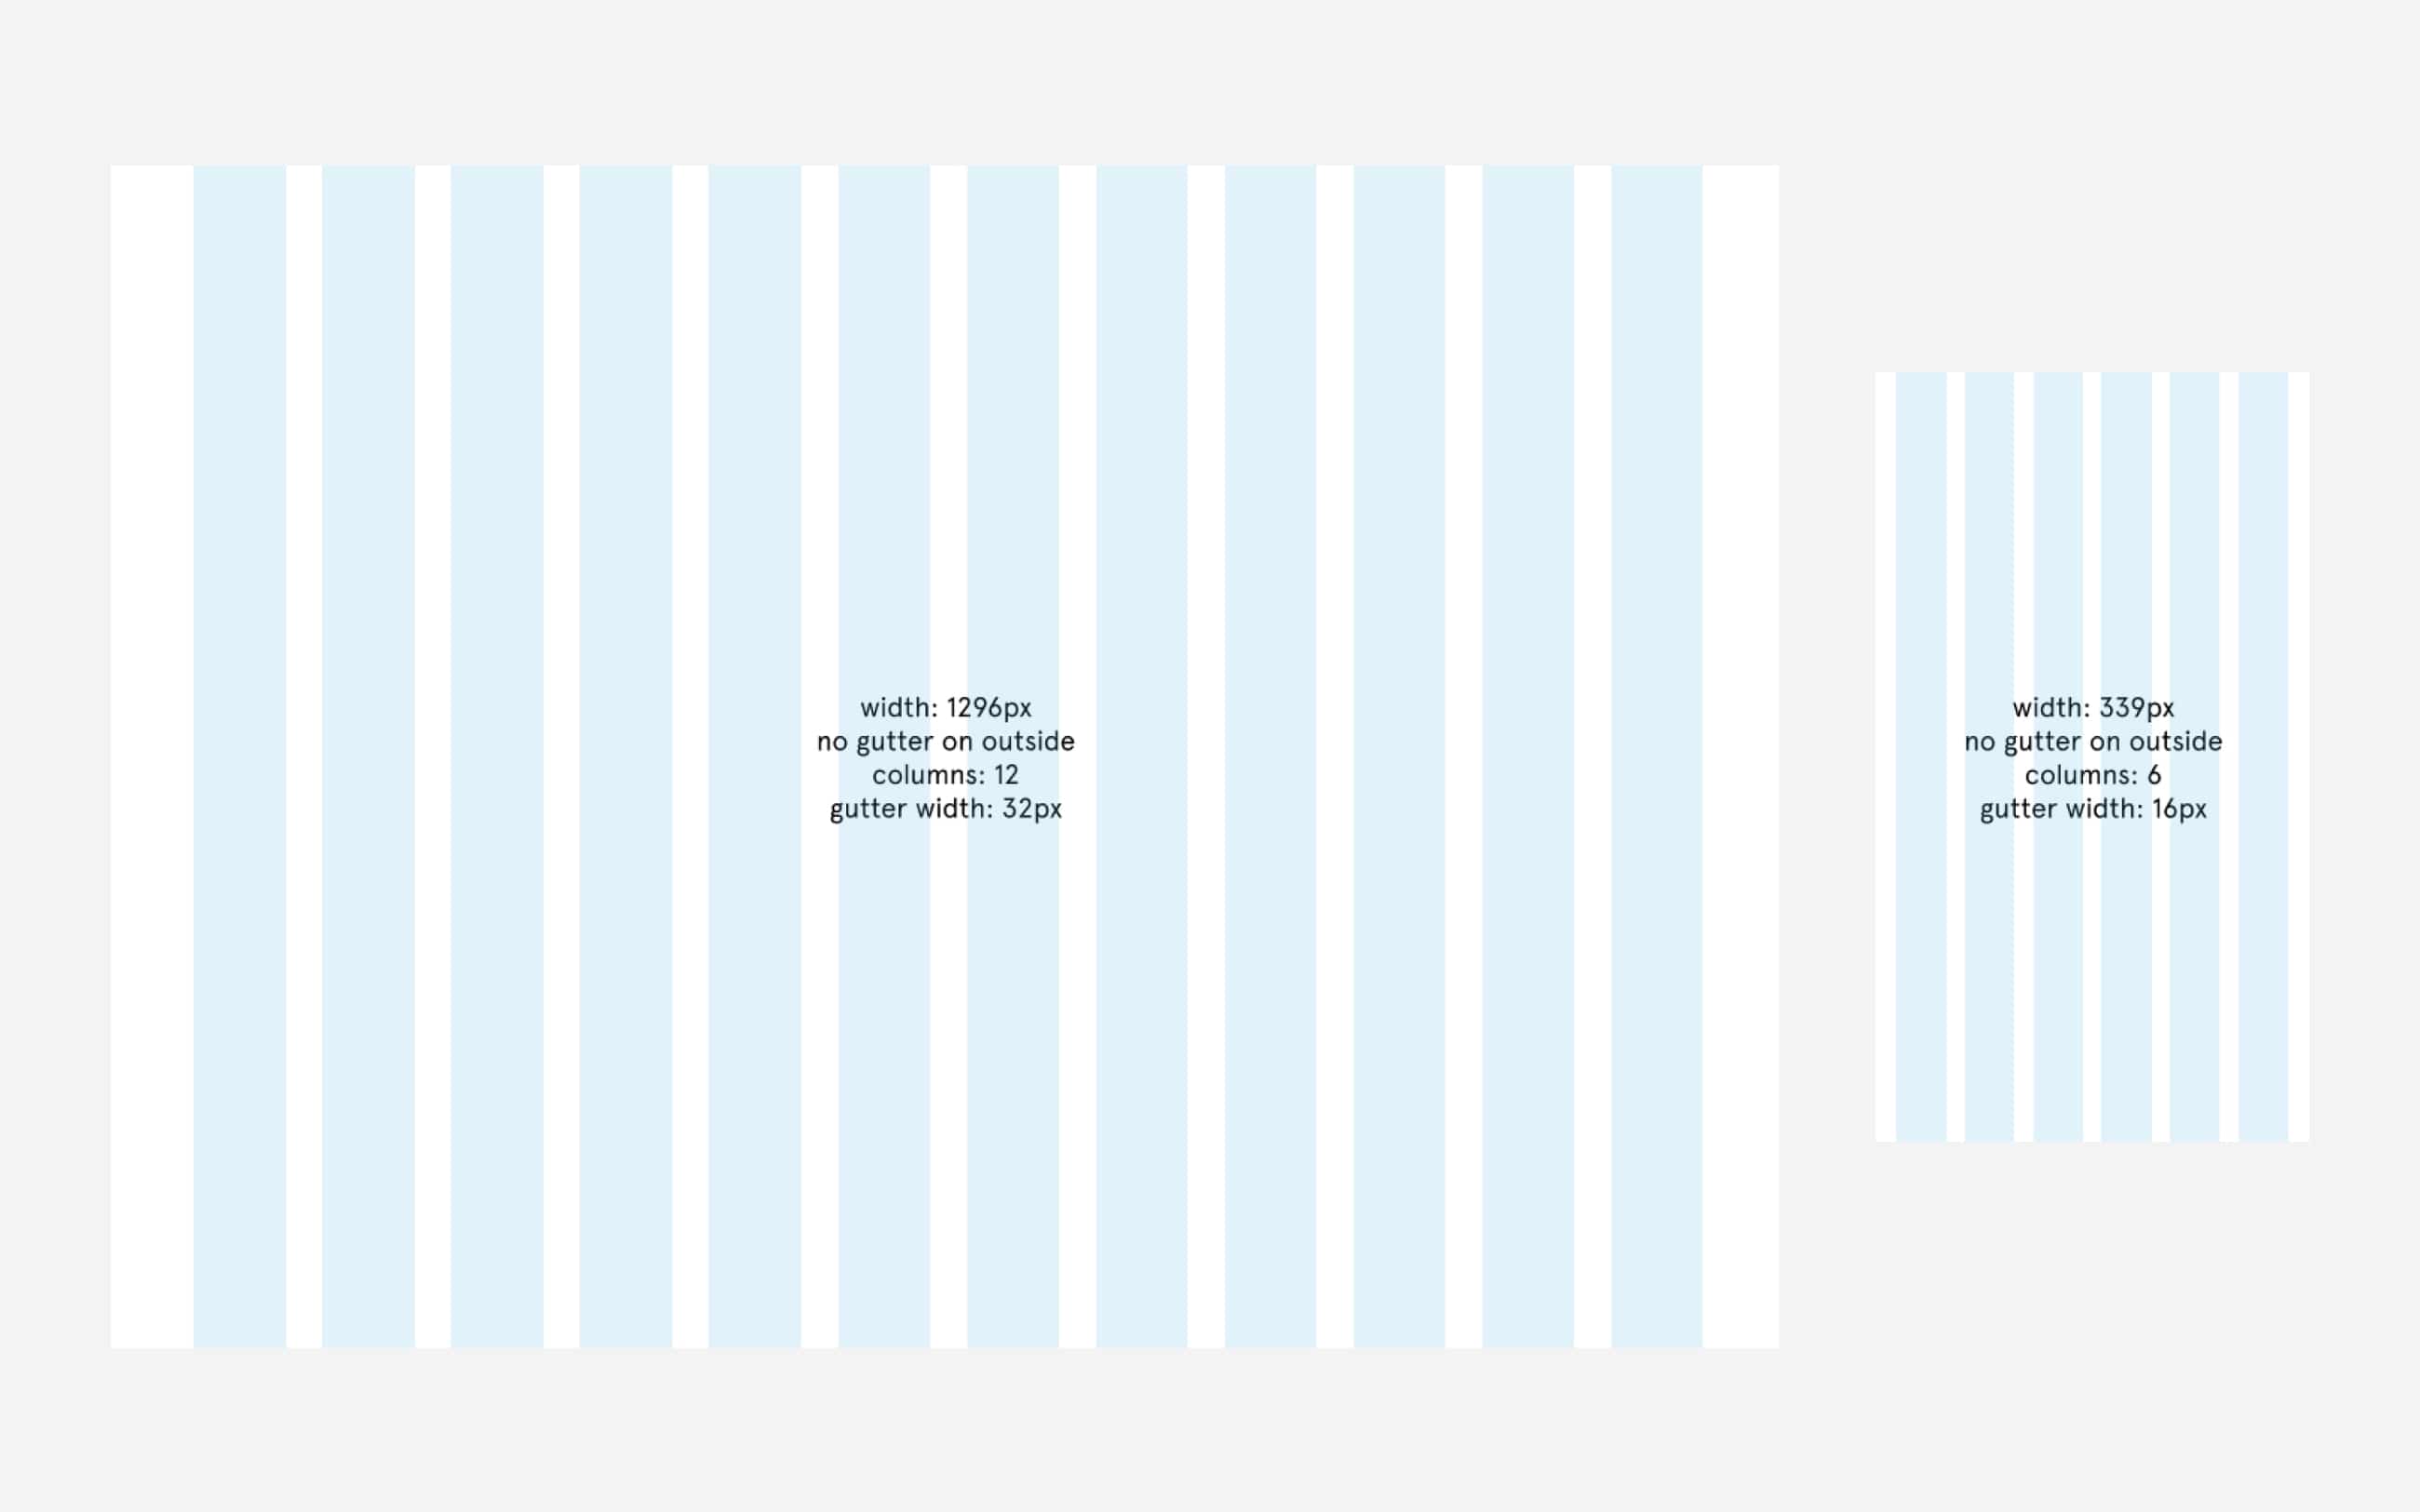 width: 1296px
no gutter on outside
columns: 12
gutter width: 32px
width: 339px
no gutter on outside
columns: 6
gutter width: 16px